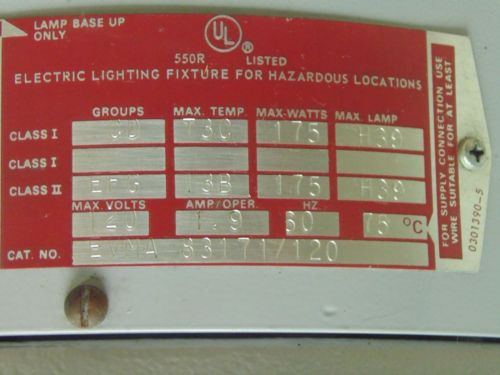 LAMP BASE UP
ONLY
UL
®
550R LISTED
ELECTRIC LIGHTING FIXTURE FOR HAZARDOUS LOCATIONS
GROUPS MAX. TEMP. MAX-WATTS MAX. LAMP
CLASS I CD T3C 175 H39
CLASS I
CLASS II EFG 3B 175 H39
MAX VOLTS AMP/OPER. HZ.
120 1.9 60 75 °C
CAT. NO. EVMA 83171/120
FOR SUPPLY CONNECTION USE
WIRE SUITABLE FOR AT LEAST
0301390-5